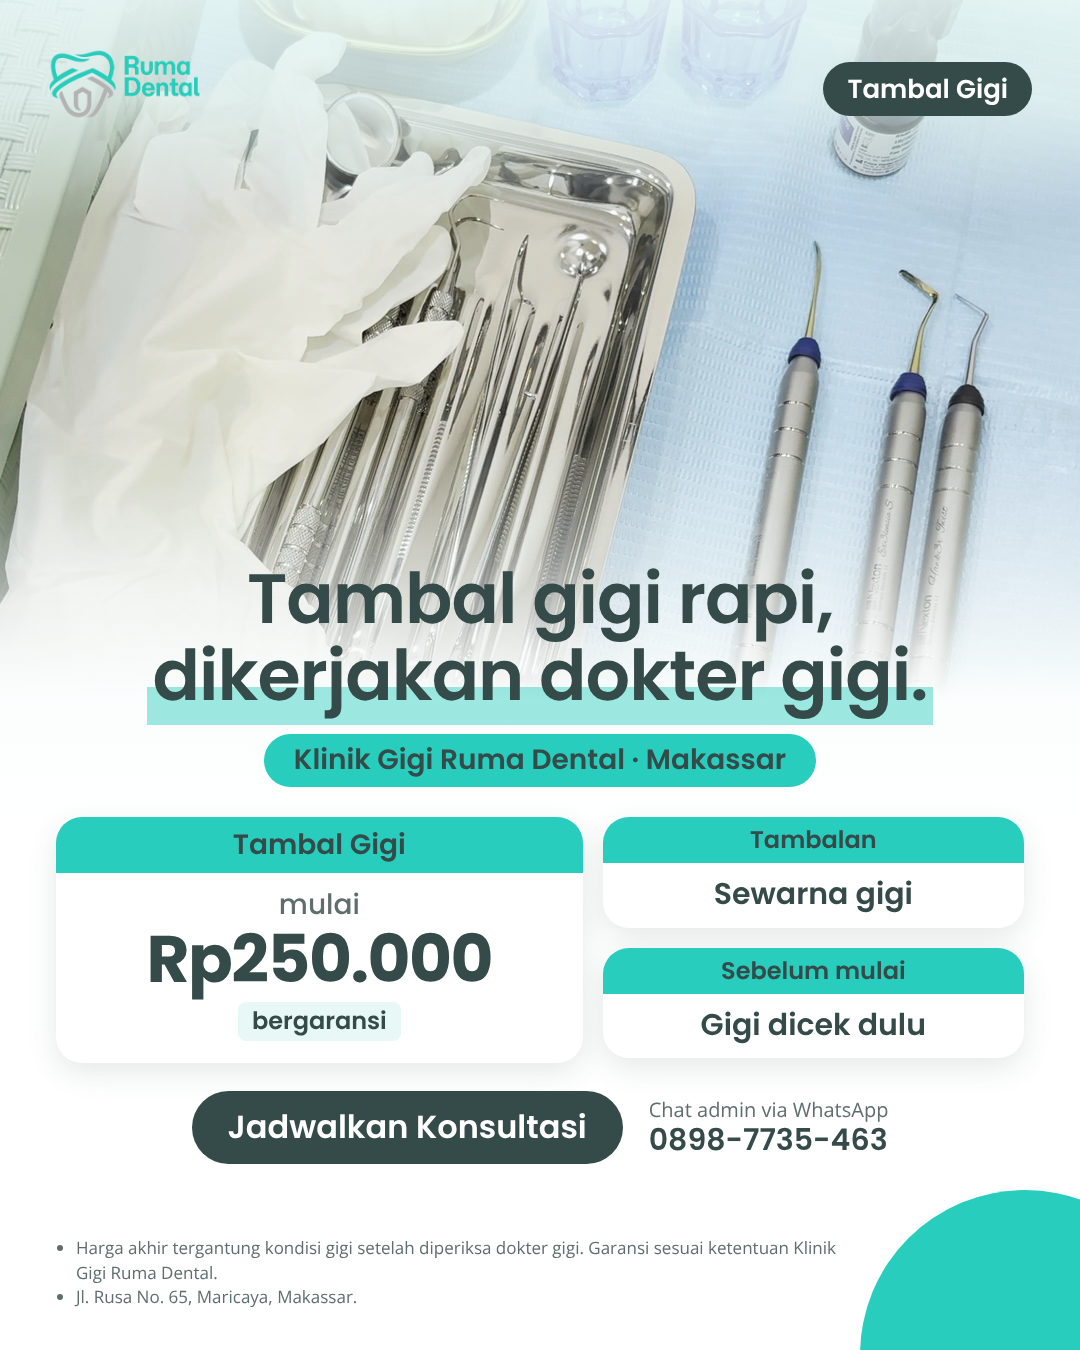 Ruma
Dental
Tambal Gigi
Tambal gigi rapi,
dikerjakan dokter gigi.
Klinik Gigi Ruma Dental · Makassar
Tambal Gigi
mulai
Rp250.000
bergaransi
Tambalan
Sewarna gigi
Sebelum mulai
Gigi dicek dulu
Jadwalkan Konsultasi
Chat admin via WhatsApp
0898-7735-463
• Harga akhir tergantung kondisi gigi setelah diperiksa dokter gigi. Garansi sesuai ketentuan Klinik
Gigi Ruma Dental.
• Jl. Rusa No. 65, Maricaya, Makassar.